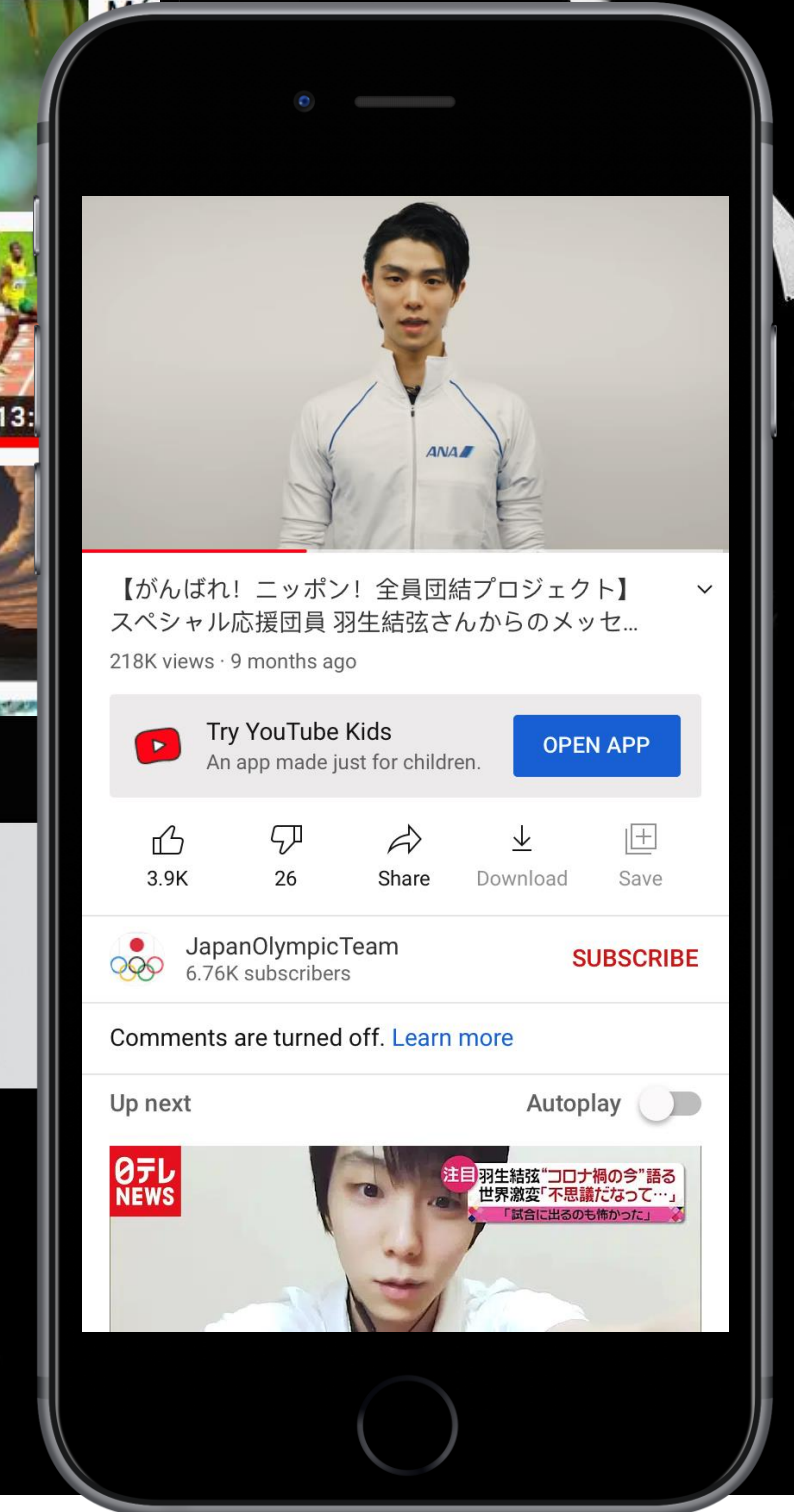 13:
ANA
【がんばれ！ニッポン！全員団結プロジェクト】
スペシャル応援団員 羽生結弦さんからのメッセ...
218K views · 9 months ago
Try YouTube Kids
An app made just for children.
OPEN APP
3.9K
26
Share
Download
Save
JapanOlympicTeam
6.76K subscribers
SUBSCRIBE
Comments are turned off. Learn more
Up next
Autoplay
日テレ
NEWS
注目
羽生結弦“コロナ禍の今”語る
世界激変「不思議だなって…」
「試合に出るのも怖かった」